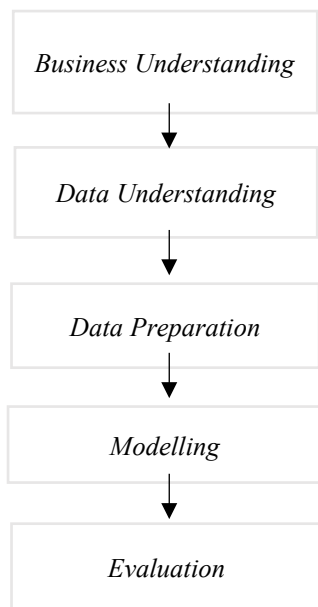 Business Understanding
Data Understanding
Data Preparation
Modelling
Evaluation